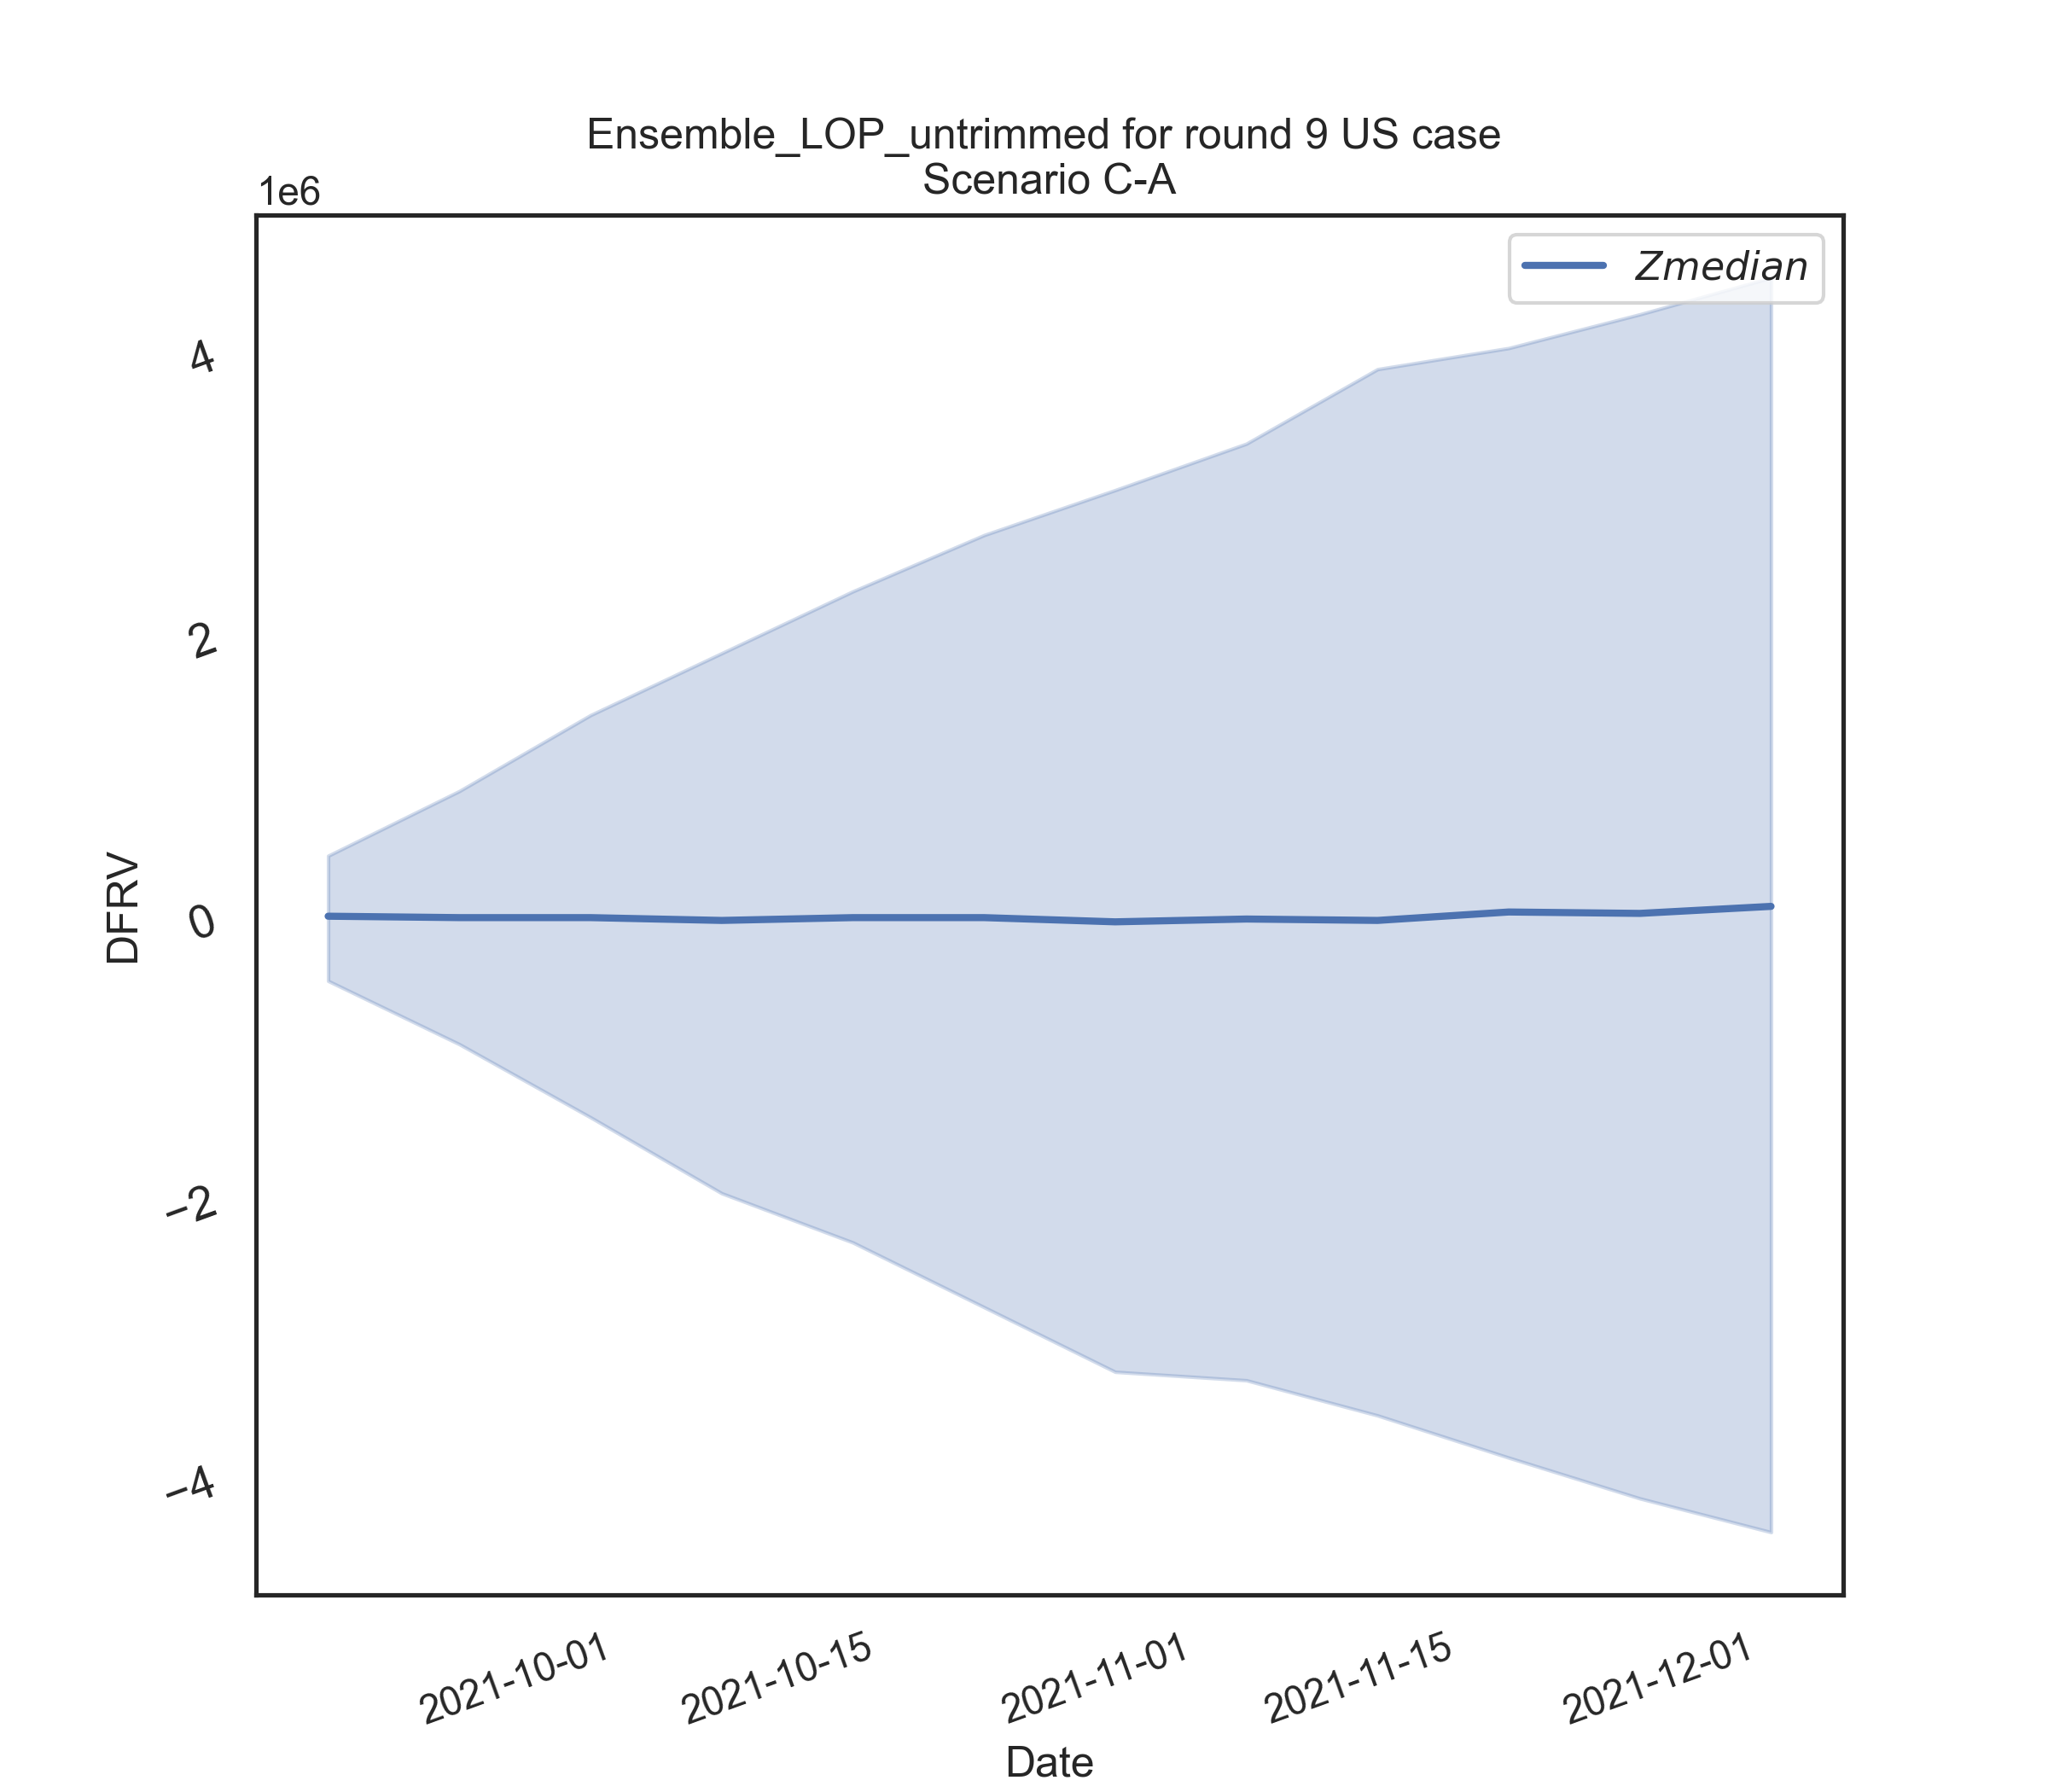 Ensemble_LOP_untrimmed for round 9 US case
Scenario C-A
1e6
Zmedian
4
2
0
−2
−4
DFRV
2021-10-01
2021-10-15
2021-11-01
2021-11-15
2021-12-01
Date